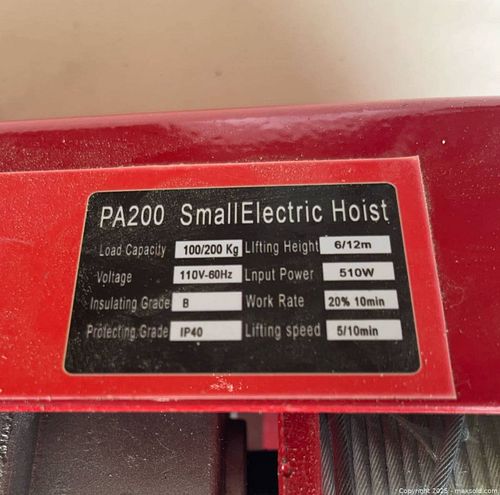 PA200 SmallElectric Hoist
Load Capacity 100/200 Kg Lifting Height 6/12m
Voltage 110V-60Hz Lnput Power 510W
Insulating Grade B Work Rate 20% 10min
Protecting Grade IP40 Lifting speed 5/10min
Copyright 2025 - maxsold.com